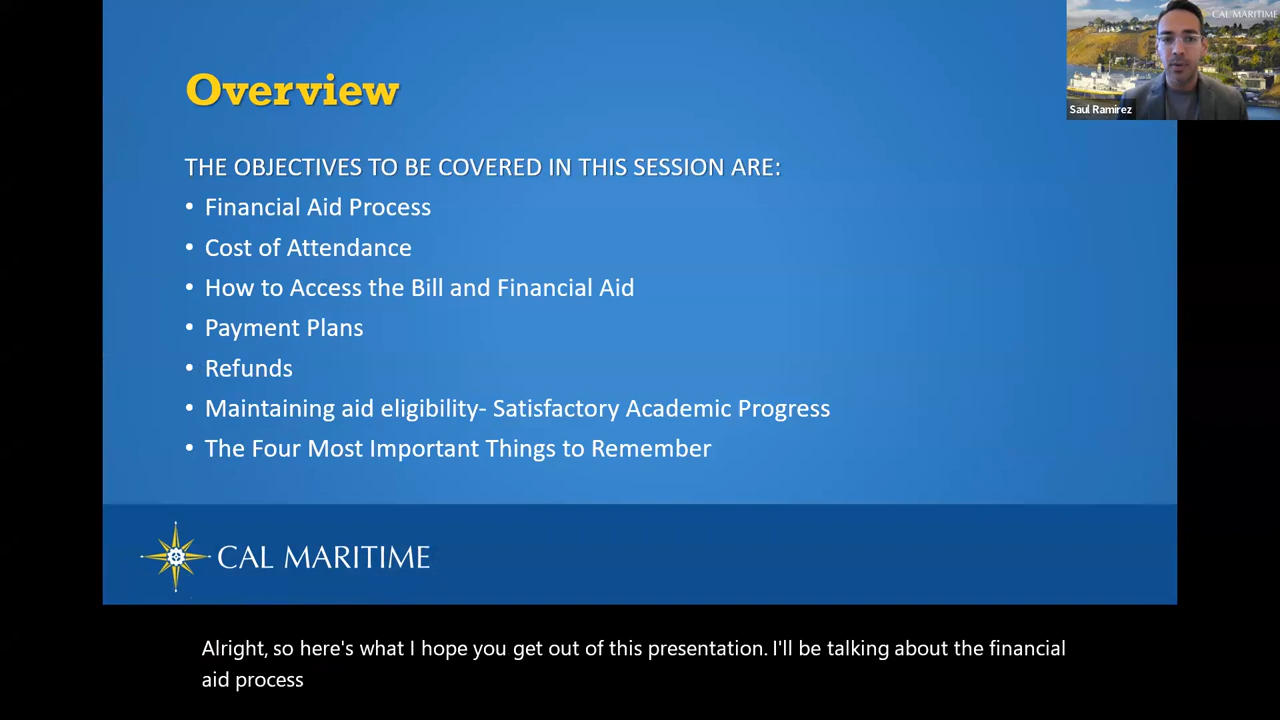 Overview
THE OBJECTIVES TO BE COVERED IN THIS SESSION ARE:
• Financial Aid Process
• Cost of Attendance
• How to Access the Bill and Financial Aid
• Payment Plans
• Refunds
• Maintaining aid eligibility- Satisfactory Academic Progress
• The Four Most Important Things to Remember
CAL MARITIME
CAL MARITIME
Saul Ramirez
Alright, so here's what I hope you get out of this presentation. I'll be talking about the financial
aid process